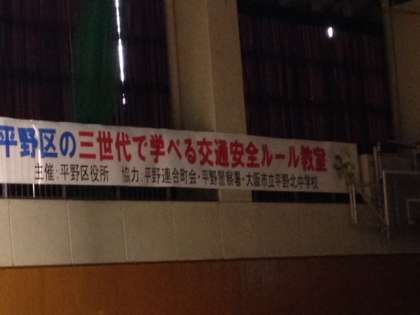 平野区の三世代で学べる交通安全ルール教室
主催:平野区役所 協力:平野連合町会・平野警察署・大阪市立平野北中学校